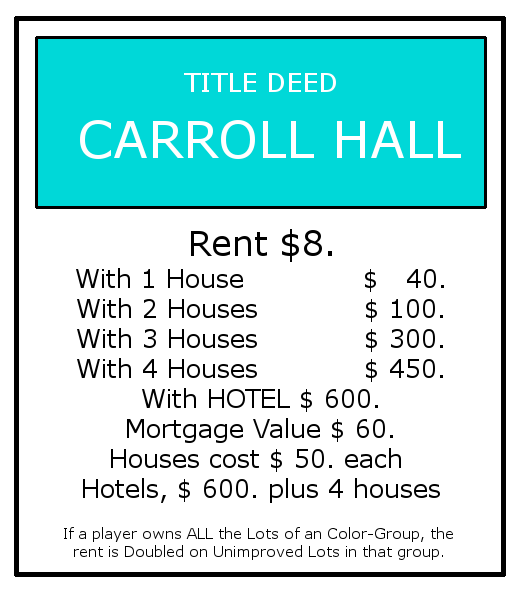 TITLE DEED
CARROLL HALL
Rent $8.
With 1 House $ 40.
With 2 Houses $ 100.
With 3 Houses $ 300.
With 4 Houses $ 450.
With HOTEL $ 600.
Mortgage Value $ 60.
Houses cost $ 50. each
Hotels, $ 600. plus 4 houses
If a player owns ALL the Lots of an Color-Group, the
rent is Doubled on Unimproved Lots in that group.